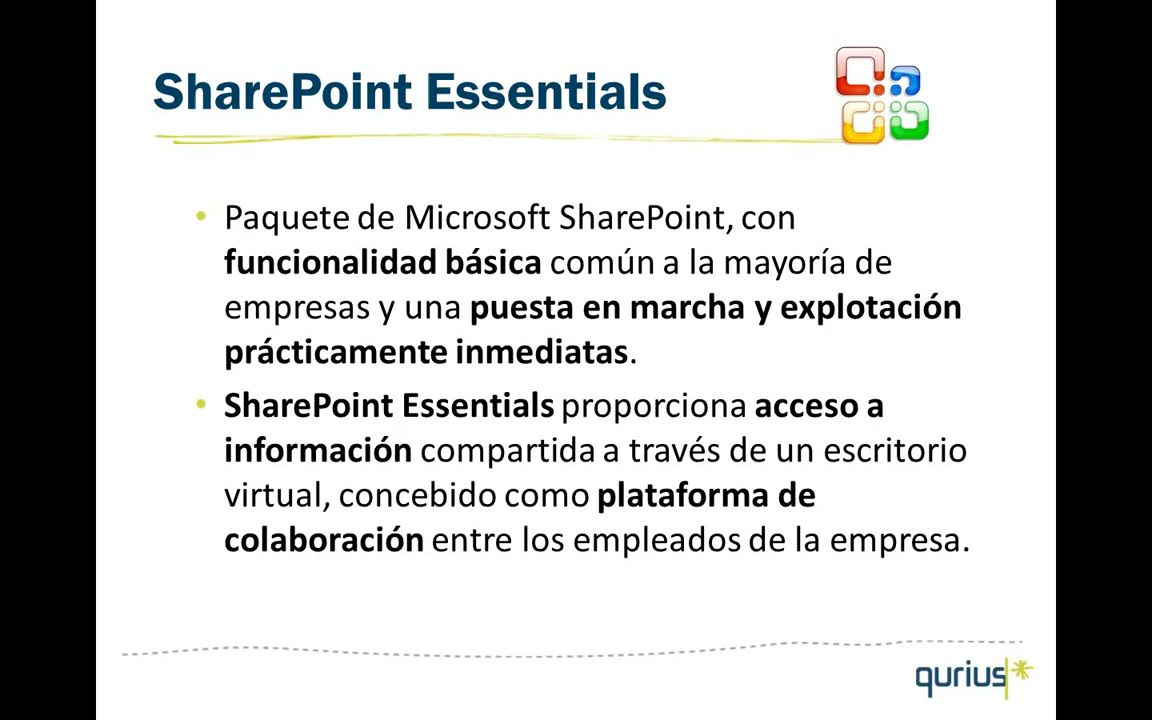 SharePoint Essentials
• Paquete de Microsoft SharePoint, con
funcionalidad básica común a la mayoría de
empresas y una puesta en marcha y explotación
prácticamente inmediatas.
• SharePoint Essentials proporciona acceso a
información compartida a través de un escritorio
virtual, concebido como plataforma de
colaboración entre los empleados de la empresa.
qurius